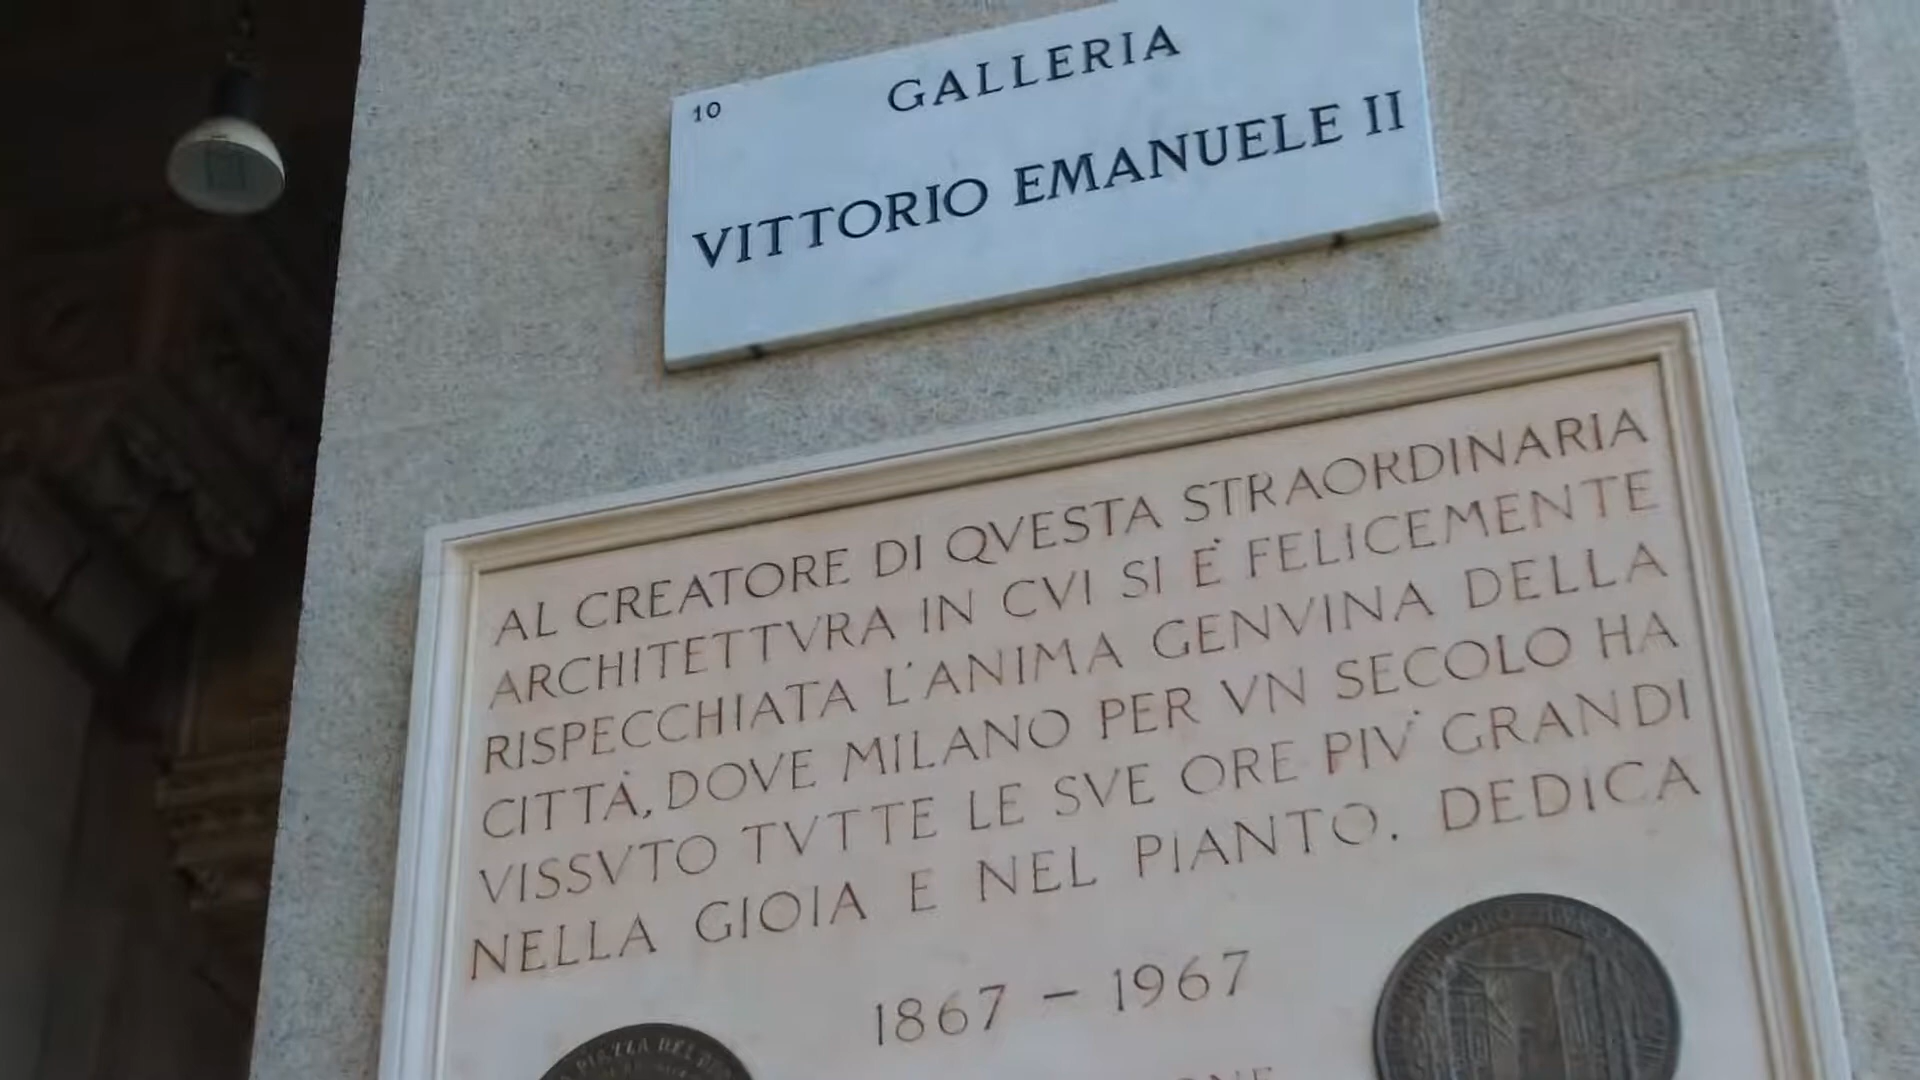 10
GALLERIA
VITTORIO EMANUELE II
AL CREATORE DI QVESTA STRAORDINARIA
ARCHITETTVRA IN CVI SI È FELICEMENTE
RISPECCHIATA L'ANIMA GENVINA DELLA
CITTÀ, DOVE MILANO PER VN SECOLO HA
VISSVTO TVTTE LE SVE ORE PIV̀ GRANDI
NELLA GIOIA E NEL PIANTO. DEDICA
1867 – 1967
PIAZZA DEL